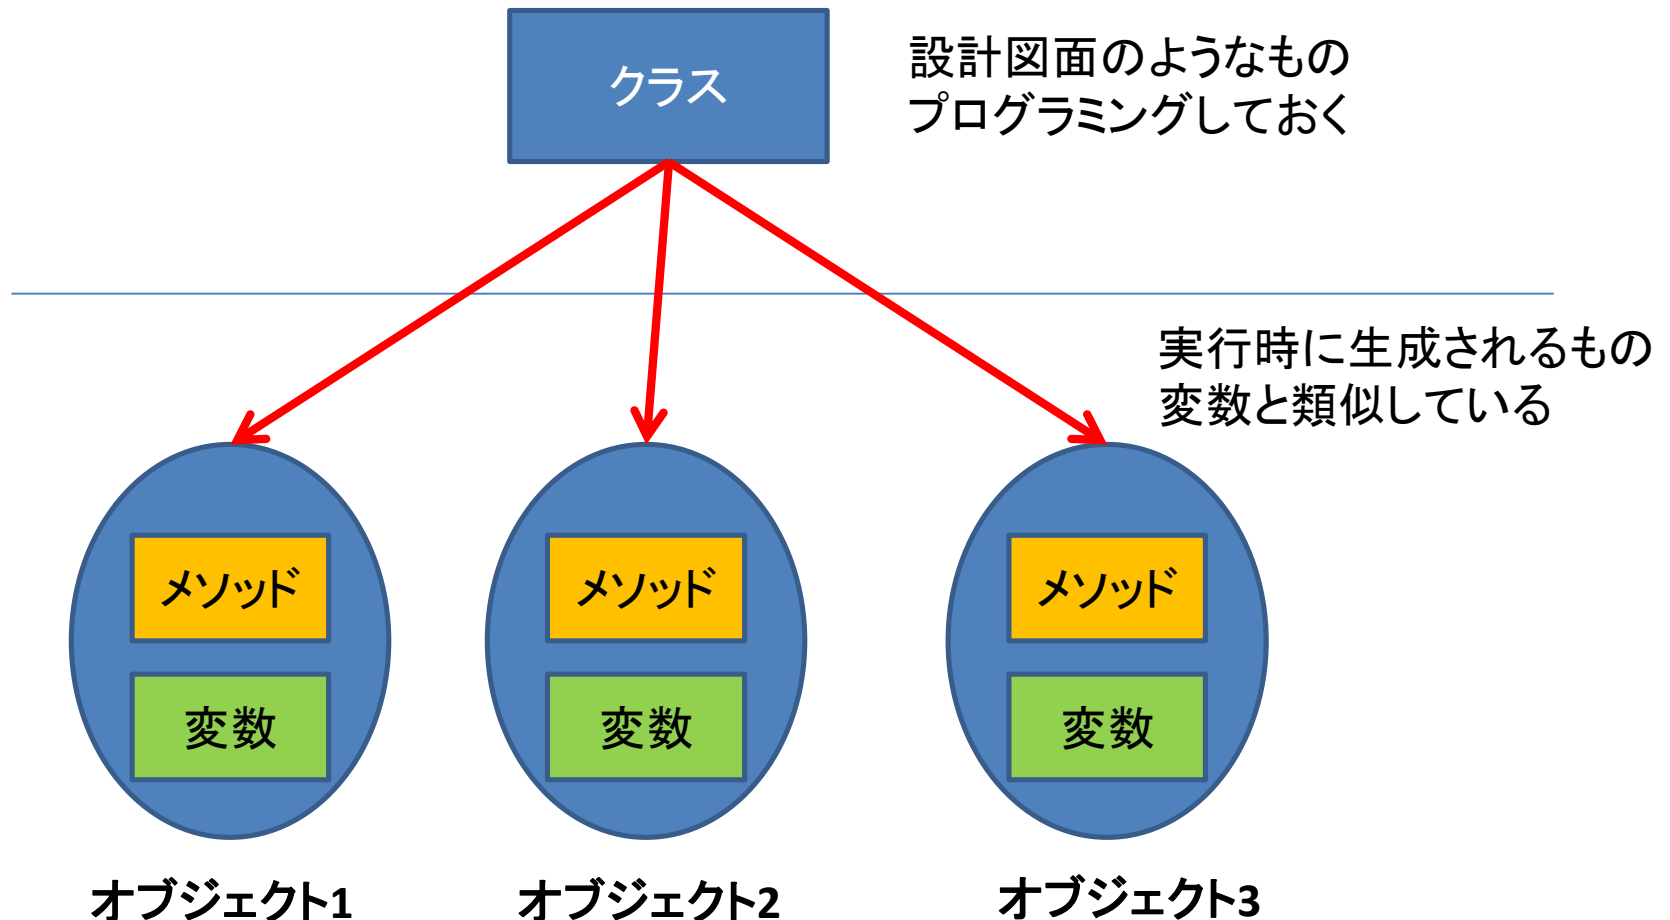 クラス
設計図面のようなもの
プログラミングしておく
実行時に生成されるもの
変数と類似している
メソッド
メソッド
メソッド
変数
変数
変数
オブジェクト1
オブジェクト2
オブジェクト3